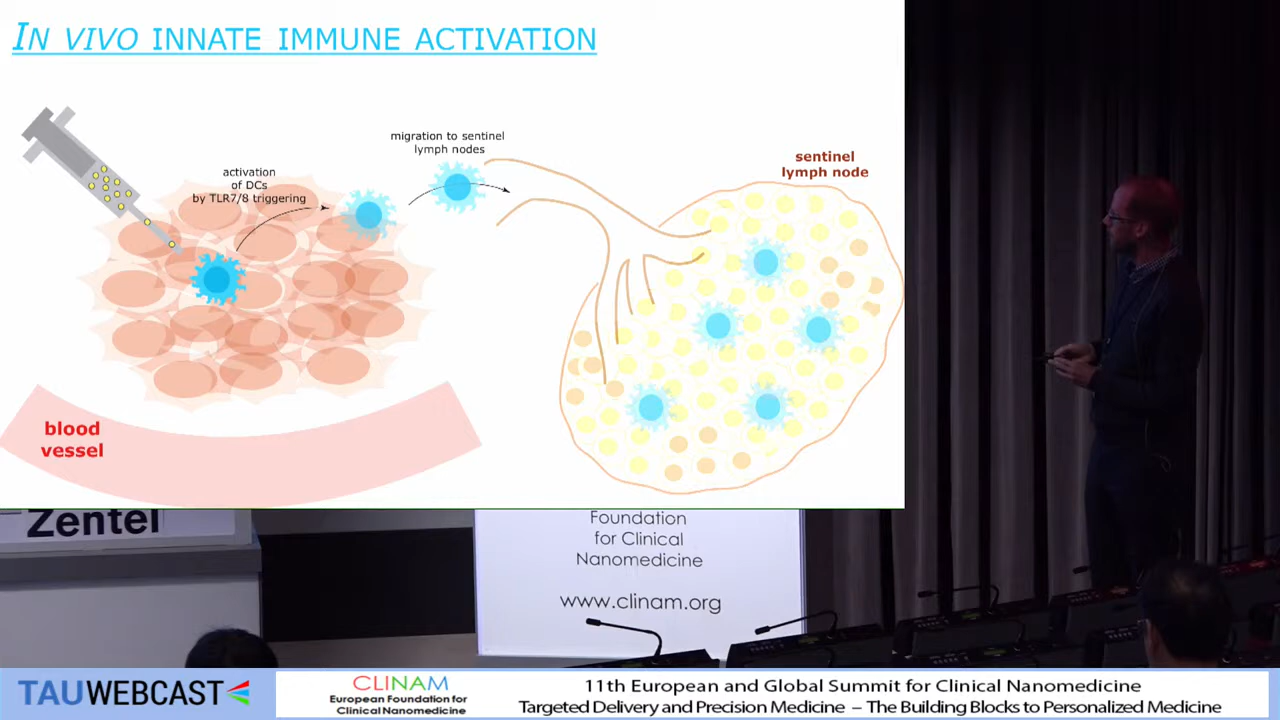 IN VIVO INNATE IMMUNE ACTIVATION
migration to sentinel
lymph nodes
activation
of DCs
by TLR7/8 triggering
sentinel
lymph node
blood
vessel
Zentel
Foundation
for Clinical
Nanomedicine
www.clinam.org
TAUWEBCAST
CLINAM
European Foundation for
Clinical Nanomedicine
11th European and Global Summit for Clinical Nanomedicine
Targeted Delivery and Precision Medicine – The Building Blocks to Personalized Medicine